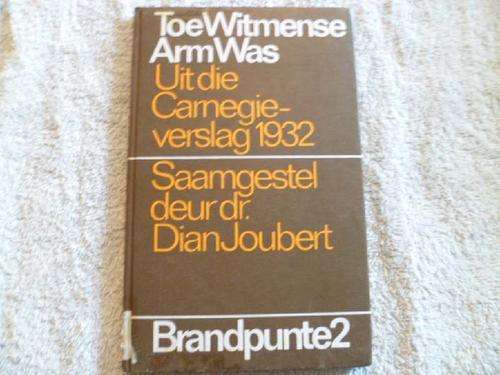 Toe Witmense
Arm Was
Uit die
Carnegie-
verslag 1932
Saamgestel
deur dr.
Dian Joubert
Brandpunte 2